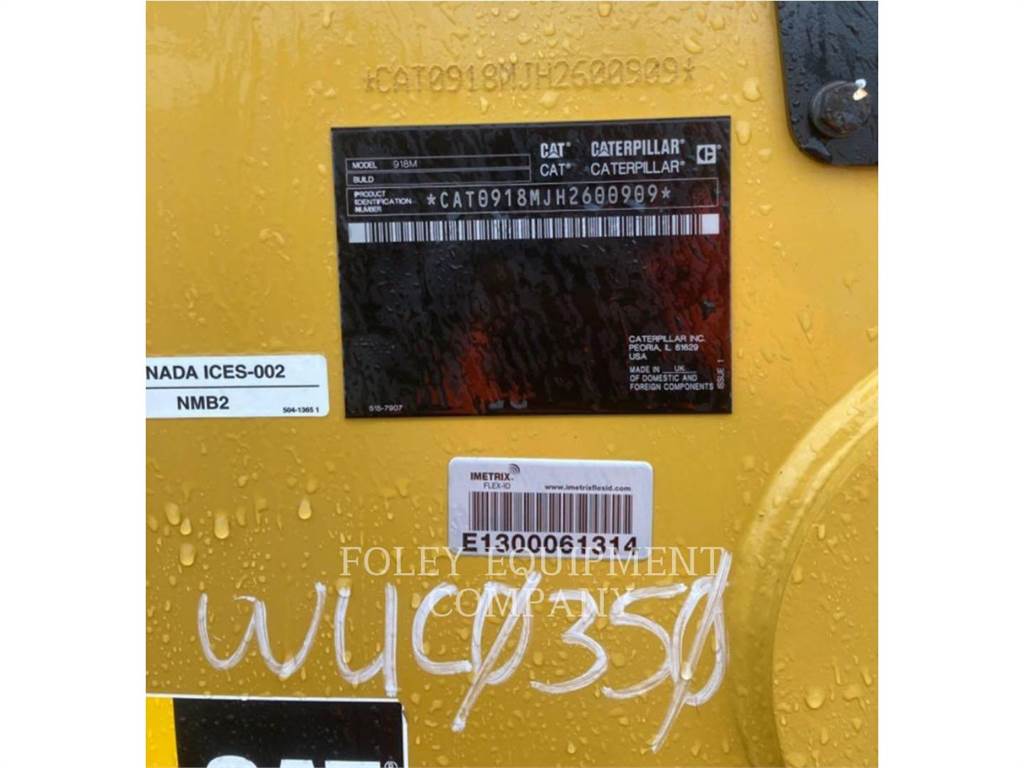 *CAT0918MJH2600909*
CAT® CATERPILLAR®
CAT® CATERPILLAR®
MODEL 918M
BUILD
PRODUCT
IDENTIFICATION
NUMBER
*CAT0918MJH2600909*
CATERPILLAR INC.
PEORIA, IL 61629
USA
MADE IN UK
OF DOMESTIC AND
FOREIGN COMPONENTS
ISSUE 1
515-7907
NADA ICES-002
NMB2
504-1365 1
IMETRIX
FLEX-ID
www.imetrixflexid.com
E1300061314
FOLEY EQUIPMENT
COMPANY
WUC0350
CAT®